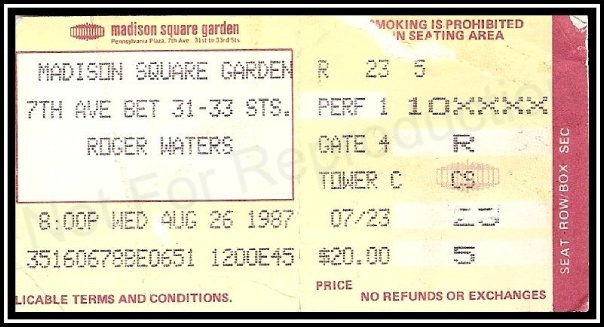 madison square garden
Pennsylvania Plaza, 7th Ave. 31st to 33rd Sts.
MADISON SQUARE GARDEN
7TH AVE BET 31-33 STS.
ROGER WATERS
8:00P WED AUG 26 1987
35160678BE0651 1200E45
LICABLE TERMS AND CONDITIONS.
SMOKING IS PROHIBITED
IN SEATING AREA
R 23 5
PERF 1 10XXXX
GATE 4 R
TOWER C CS
07/23 23
$20.00 5
PRICE
NO REFUNDS OR EXCHANGES
SEAT ROW/BOX SEC
Not For Reproduction